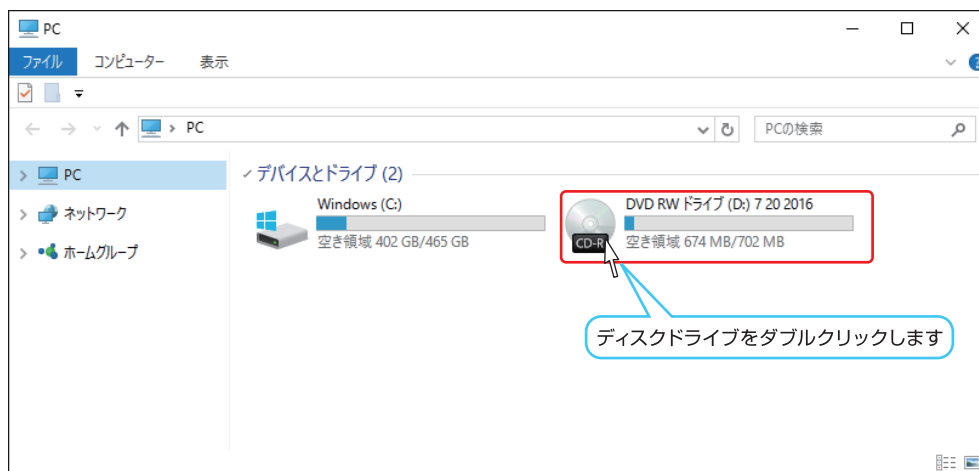 PC
ファイル コンピューター 表示
PC
PCの検索
PC
ネットワーク
ホームグループ
デバイスとドライブ (2)
Windows (C:)
空き領域 402 GB/465 GB
DVD RW ドライブ (D:) 7 20 2016
CD-R
空き領域 674 MB/702 MB
ディスクドライブをダブルクリックします